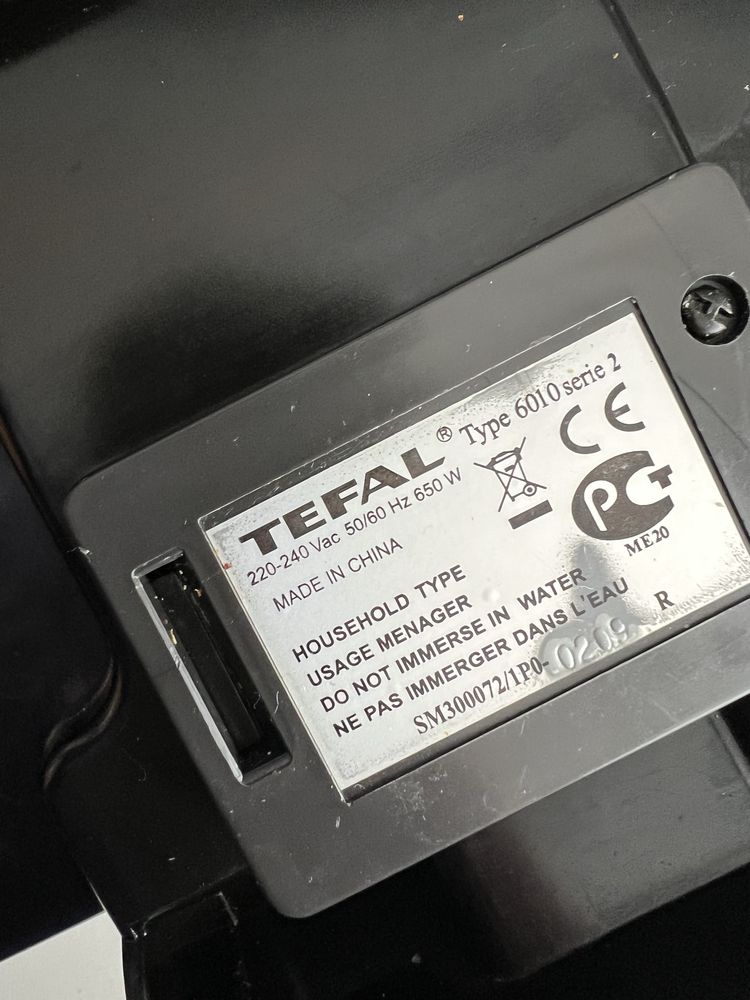 TEFAL ® Type 6010 serie 2
220-240 Vac 50/60 Hz 650 W
MADE IN CHINA
CE
PCT
ME20
HOUSEHOLD TYPE
USAGE MENAGER
DO NOT IMMERSE IN WATER
NE PAS IMMERGER DANS L'EAU
SM300072/1P0-0209 R